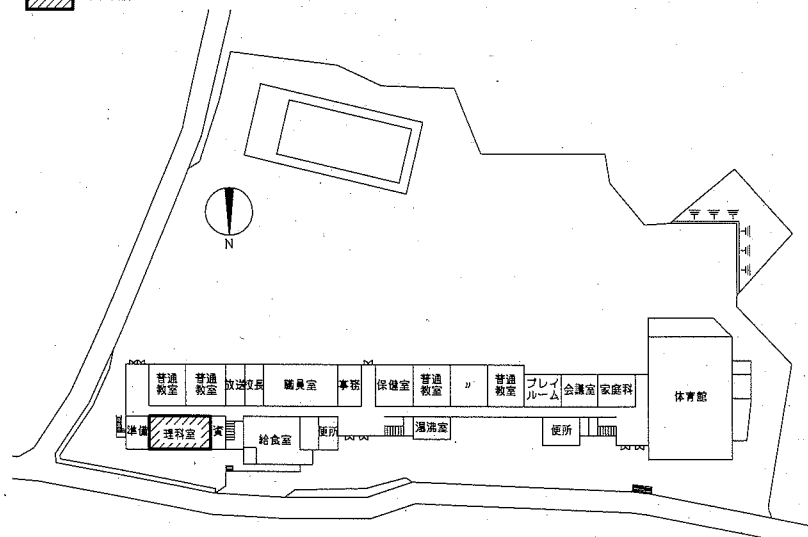 N
普通
教室
普通
教室
放送
校長
職員室
事務
保健室
普通
教室
〃
普通
教室
プレイ
ルーム
会議室
家庭科
体育館
準備
理科室
資
給食室
便所
湯沸室
便所